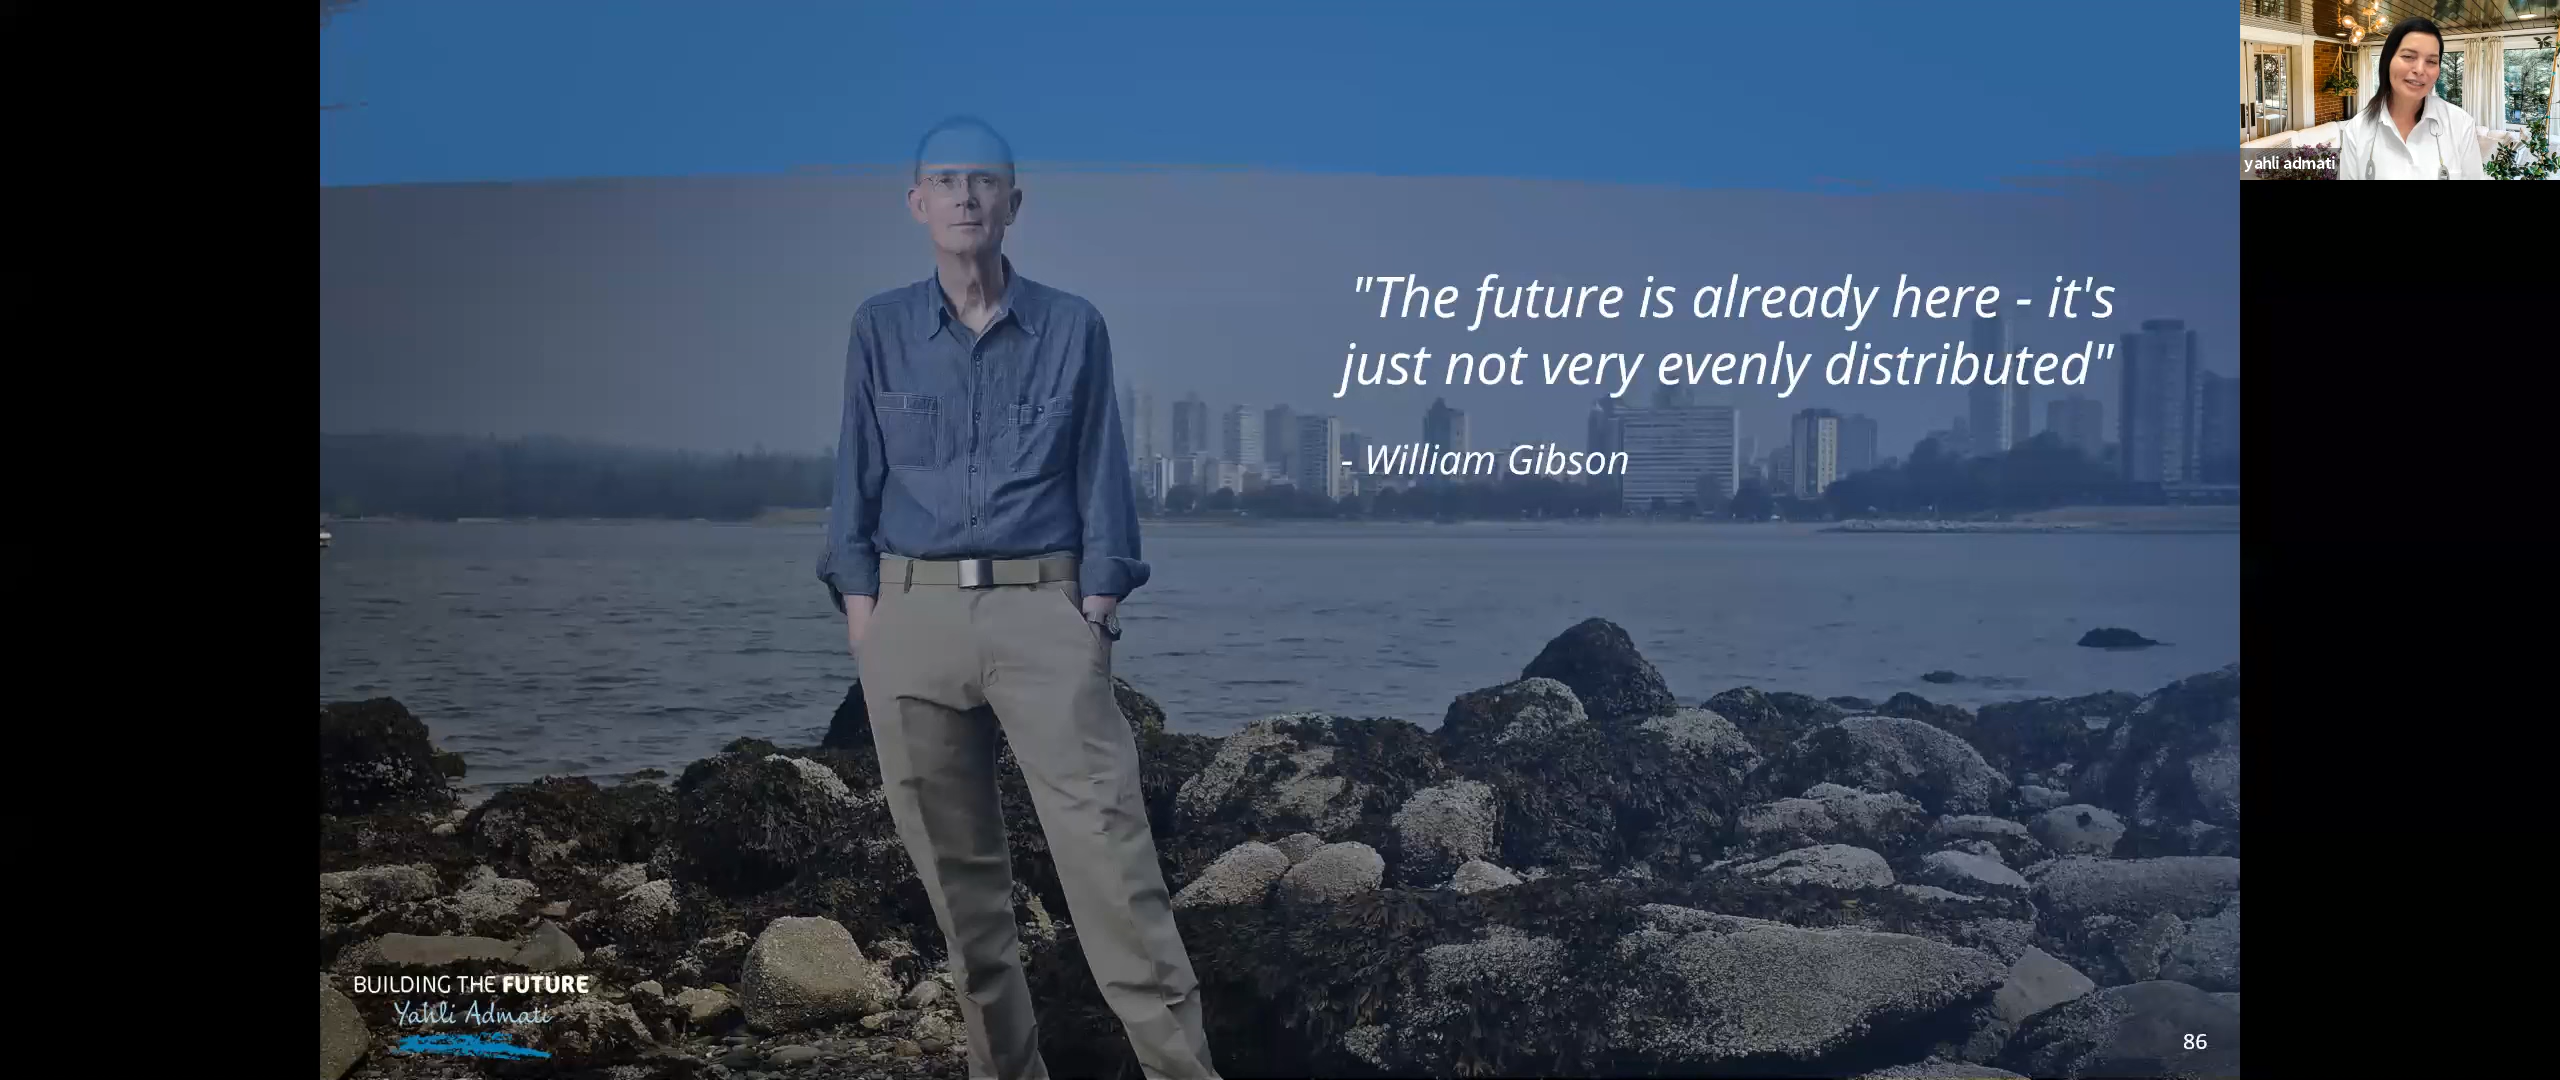 yahli admati
"The future is already here - it's
just not very evenly distributed"
- William Gibson
BUILDING THE FUTURE
Yahli Admati
86